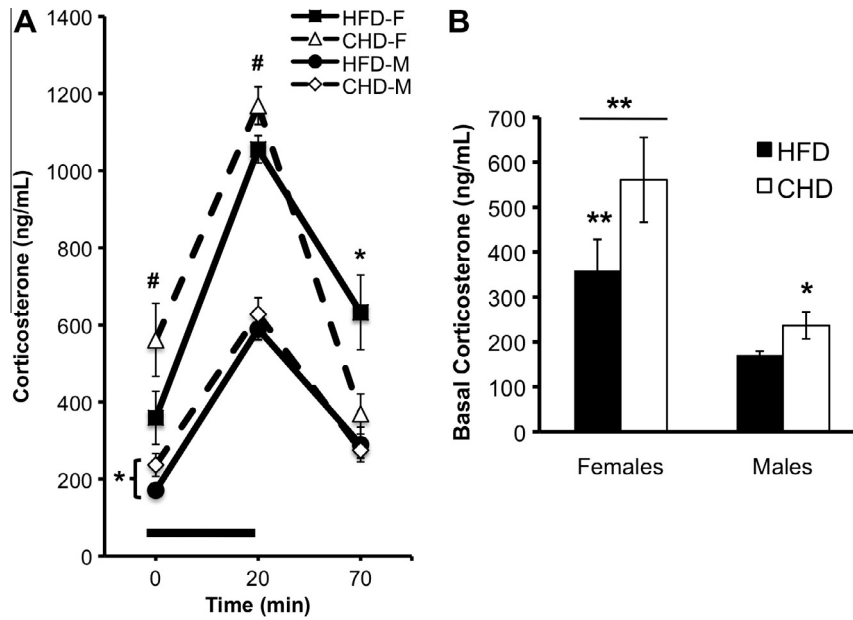 A
HFD-F
CHD-F
HFD-M
CHD-M
1400
1200
1000
800
600
400
200
0
Corticosterone (ng/mL)
#
#
*
*
0 20 70
Time (min)
B
**
HFD
CHD
700
600
500
400
300
200
100
0
Basal Corticosterone (ng/mL)
**
*
Females Males